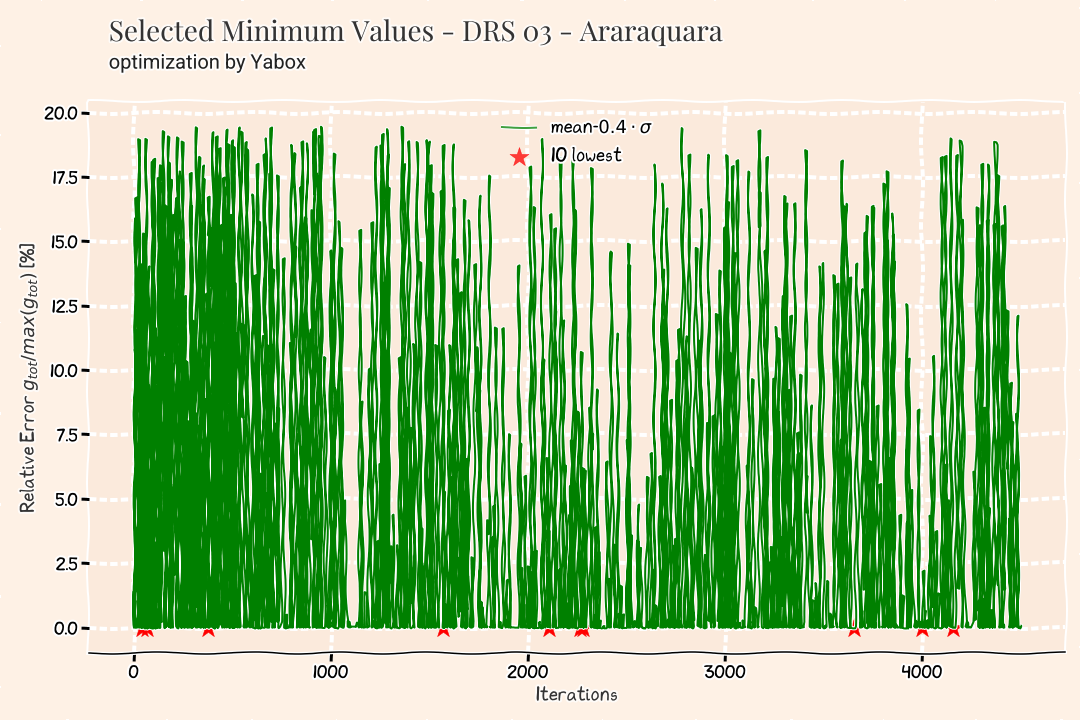 Selected Minimum Values - DRS 03 - Araraquara
optimization by Yabox
mean-0.4 · σ
10 lowest
Relative Error g_tot/max(g_tot) [%]
20.0
17.5
15.0
12.5
10.0
7.5
5.0
2.5
0.0
0 1000 2000 3000 4000
Iterations